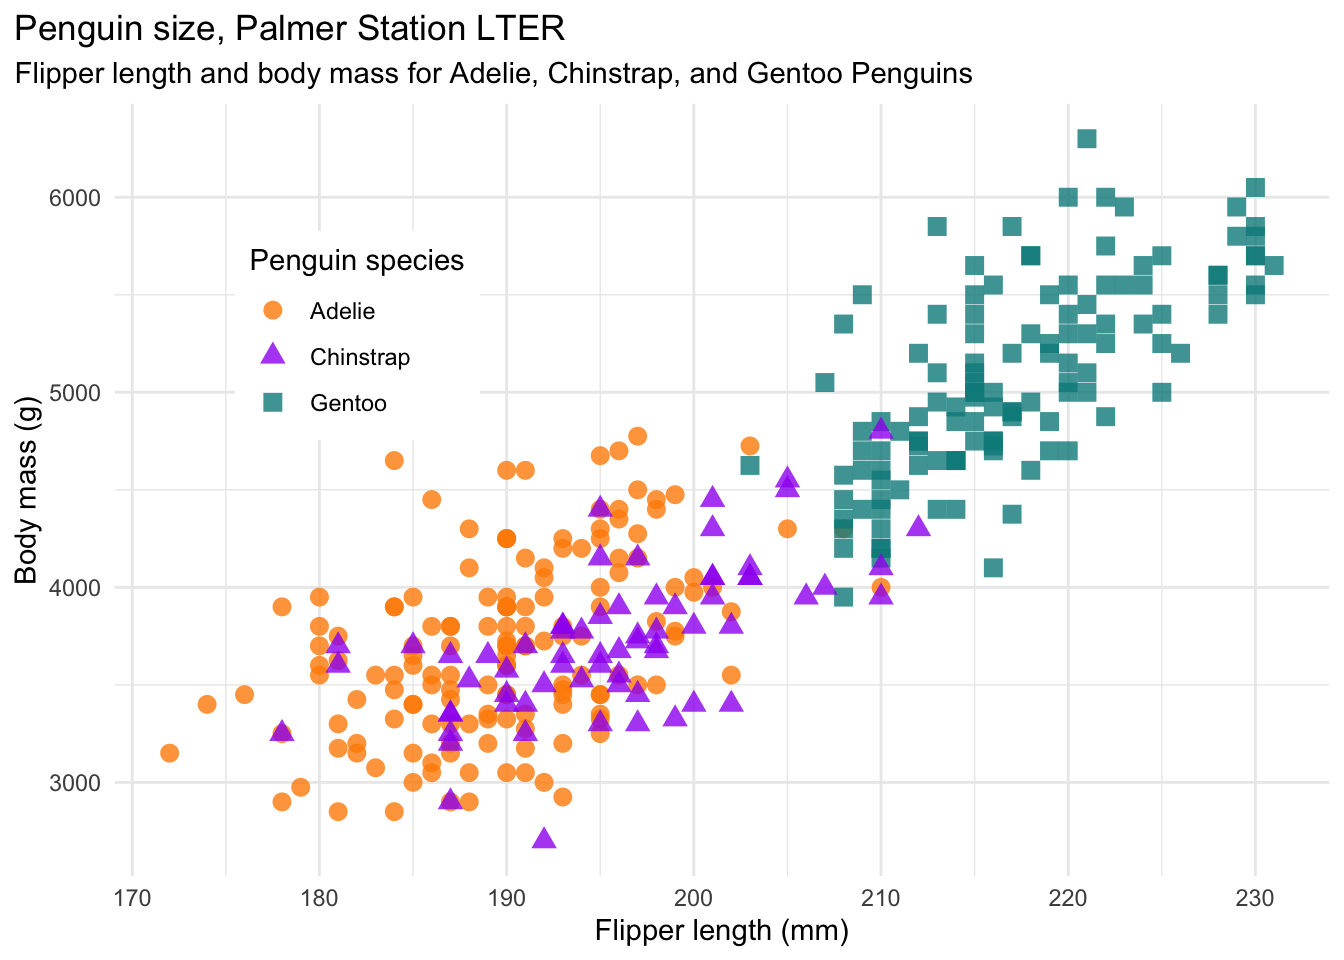 Penguin size, Palmer Station LTER
Flipper length and body mass for Adelie, Chinstrap, and Gentoo Penguins
6000
5000
4000
3000
Body mass (g)
Penguin species
Adelie
Chinstrap
Gentoo
170 180 190 200 210 220 230
Flipper length (mm)